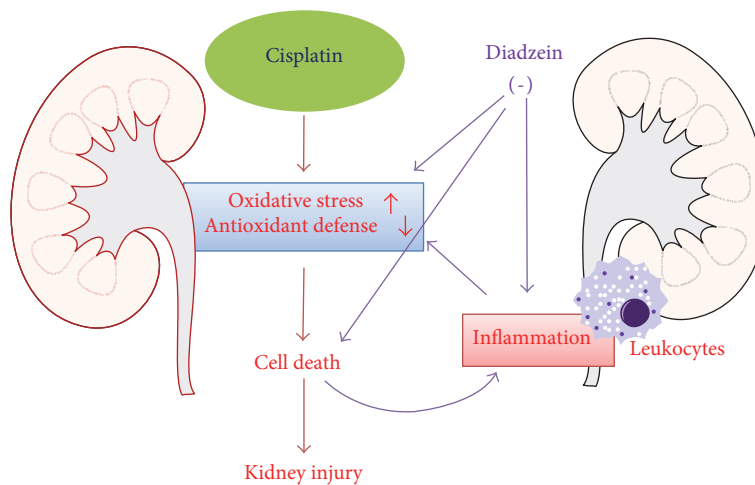 Cisplatin
Diadzein
(-)
Oxidative stress ↑
Antioxidant defense ↓
Inflammation
Leukocytes
Cell death
Kidney injury